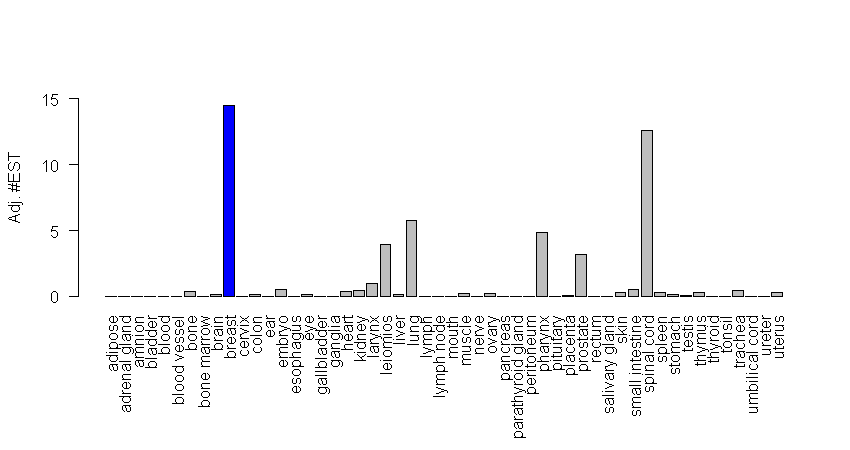 Adj. #EST
15
10
5
0
adipose
adrenal gland
amnion
bladder
blood
blood vessel
bone
bone marrow
brain
breast
cervix
colon
ear
embryo
esophagus
eye
gallbladder
ganglia
heart
kidney
larynx
leiomios
liver
lung
lymph
lymph node
mouth
muscle
nerve
ovary
pancreas
parathyroid gland
peritoneum
pharynx
pituitary
placenta
prostate
rectum
salivary gland
skin
small intestine
spinal cord
spleen
stomach
testis
thymus
thyroid
tonsil
trachea
umbilical cord
ureter
uterus